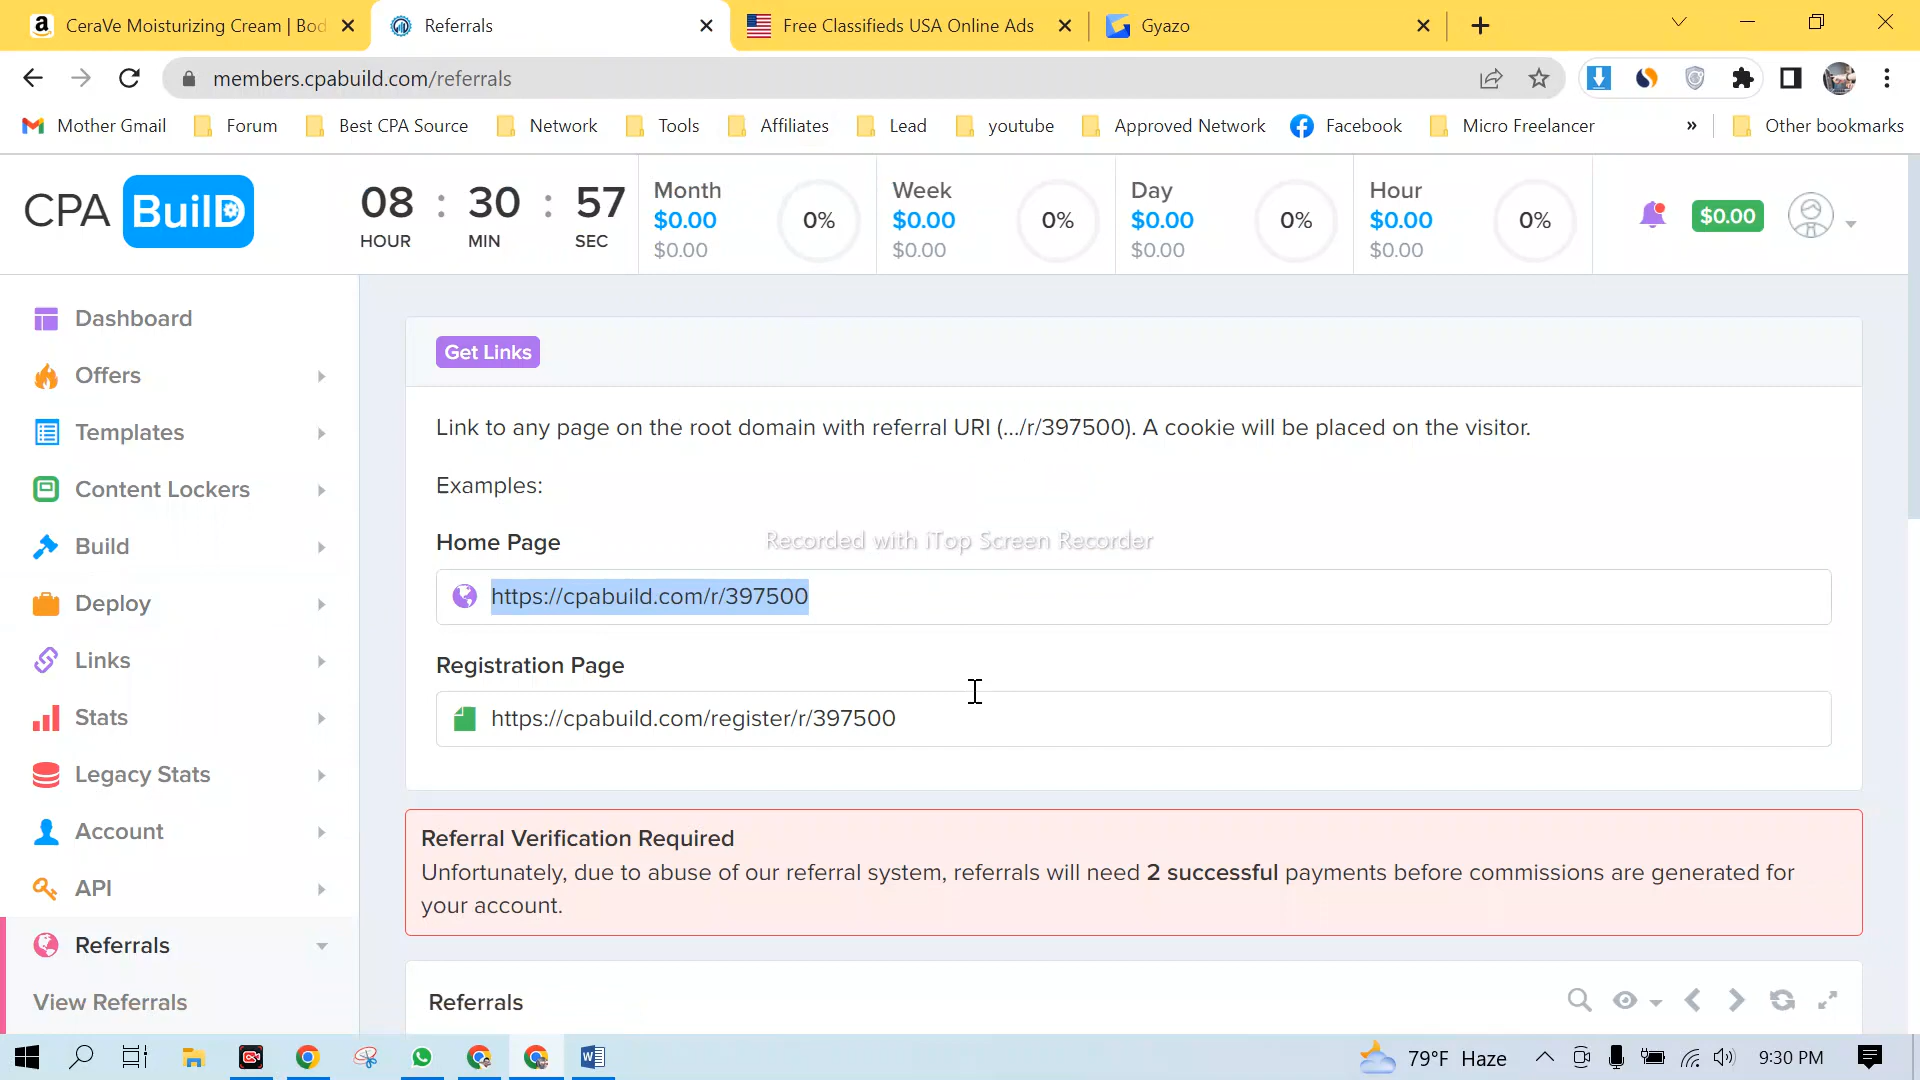 CeraVe Moisturizing Cream | Bod
Referrals
Free Classifieds USA Online Ads
Gyazo
members.cpabuild.com/referrals
Mother Gmail
Forum
Best CPA Source
Network
Tools
Affiliates
Lead
youtube
Approved Network
Facebook
Micro Freelancer
»
Other bookmarks
CPA BuilD
08 : 30 : 57
HOUR MIN SEC
Month
$0.00
$0.00
0%
Week
$0.00
$0.00
0%
Day
$0.00
$0.00
0%
Hour
$0.00
$0.00
0%
$0.00
Dashboard
Offers
Templates
Content Lockers
Build
Deploy
Links
Stats
Legacy Stats
Account
API
Referrals
View Referrals
Get Links
Link to any page on the root domain with referral URI (.../r/397500). A cookie will be placed on the visitor.
Examples:
Recorded with iTop Screen Recorder
Home Page
https://cpabuild.com/r/397500
Registration Page
https://cpabuild.com/register/r/397500
Referral Verification Required
Unfortunately, due to abuse of our referral system, referrals will need 2 successful payments before commissions are generated for
your account.
Referrals
79°F Haze
9:30 PM